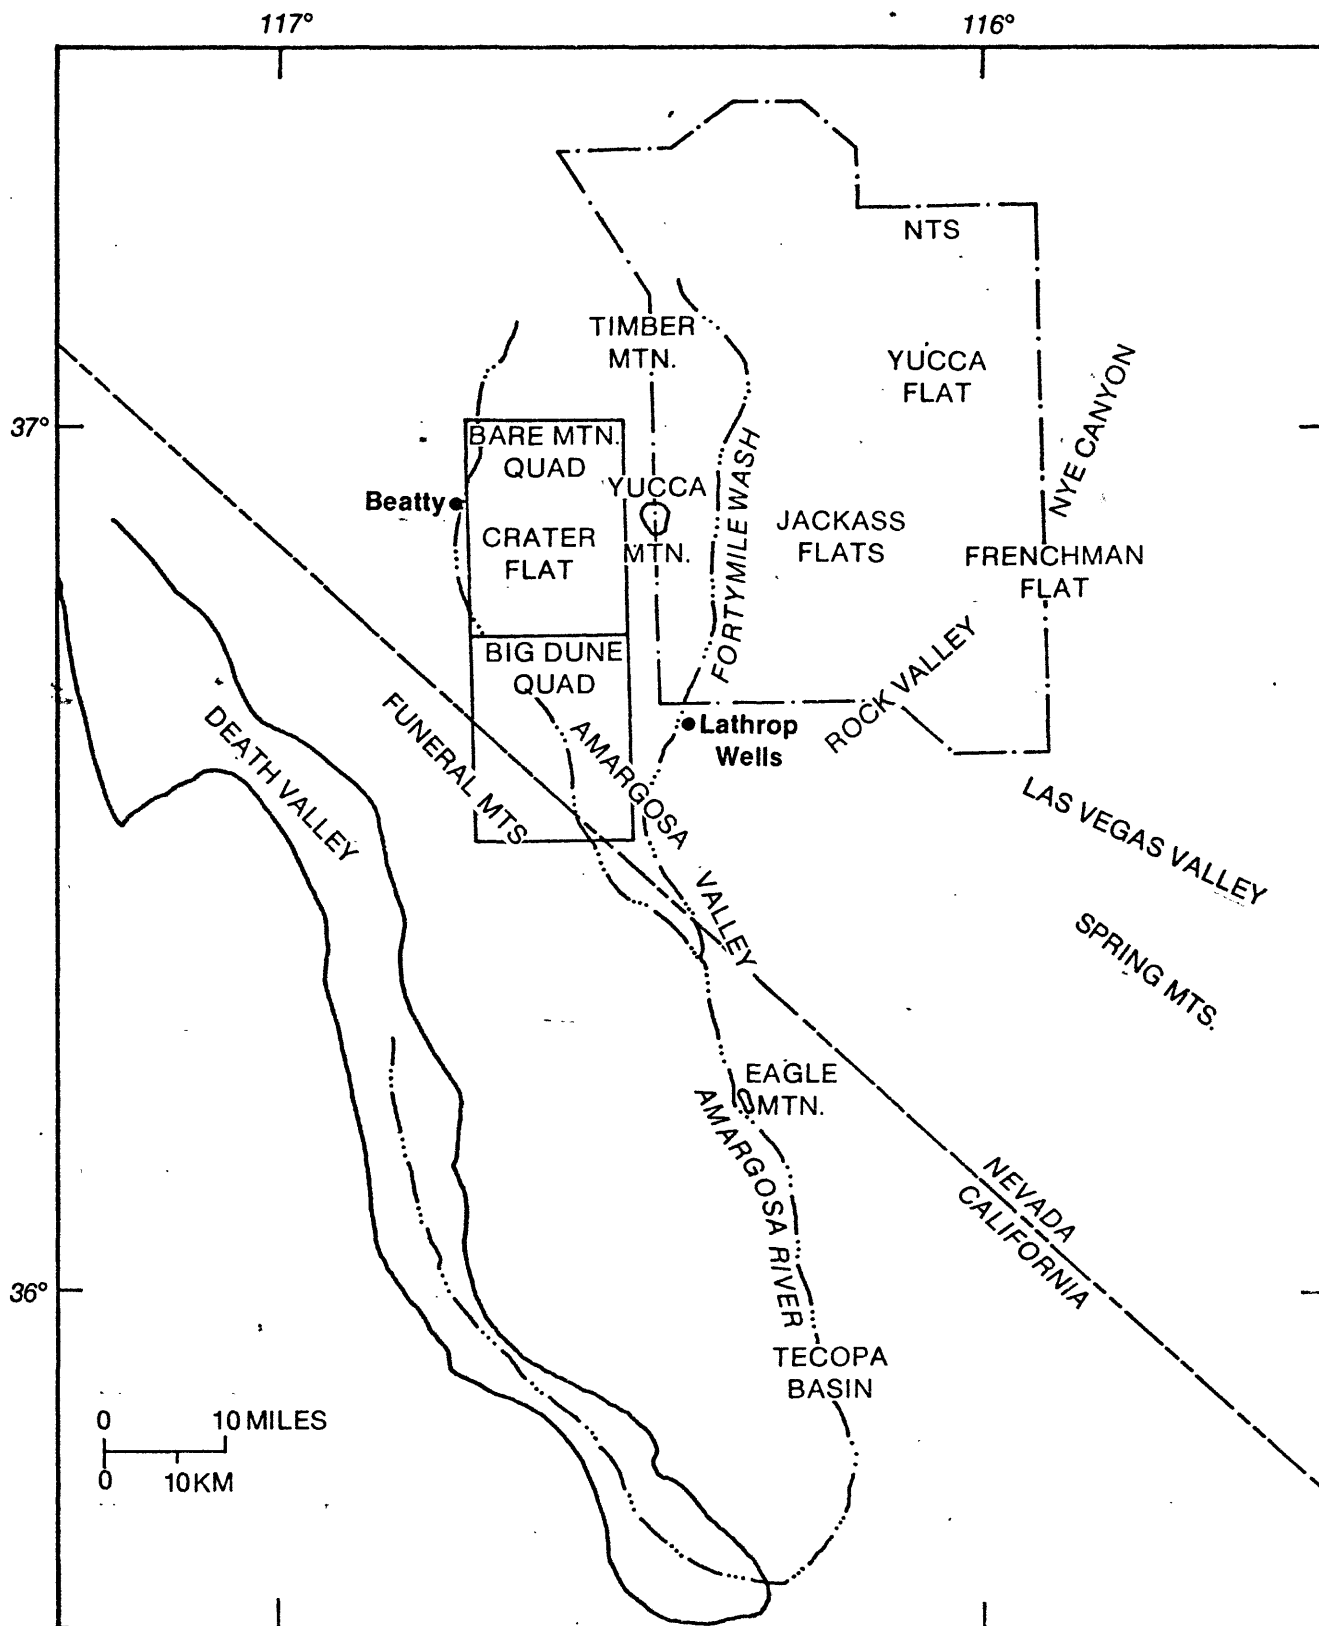 117°
116°
NTS
TIMBER
MTN.
YUCCA
FLAT
NYE CANYON
37°
BARE MTN.
QUAD
Beatty
YUCCA
MTN.
FORTYMILE WASH
JACKASS
FLATS
CRATER
FLAT
FRENCHMAN
FLAT
BIG DUNE
QUAD
ROCK VALLEY
Lathrop
Wells
FUNERAL MTS
DEATH VALLEY
AMARGOSA
VALLEY
LAS VEGAS VALLEY
SPRING MTS.
EAGLE
MTN.
AMARGOSA RIVER
NEVADA
CALIFORNIA
36°
TECOPA
BASIN
0 10 MILES
0 10 KM